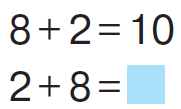 8 + 2 = 10
2 + 8 =